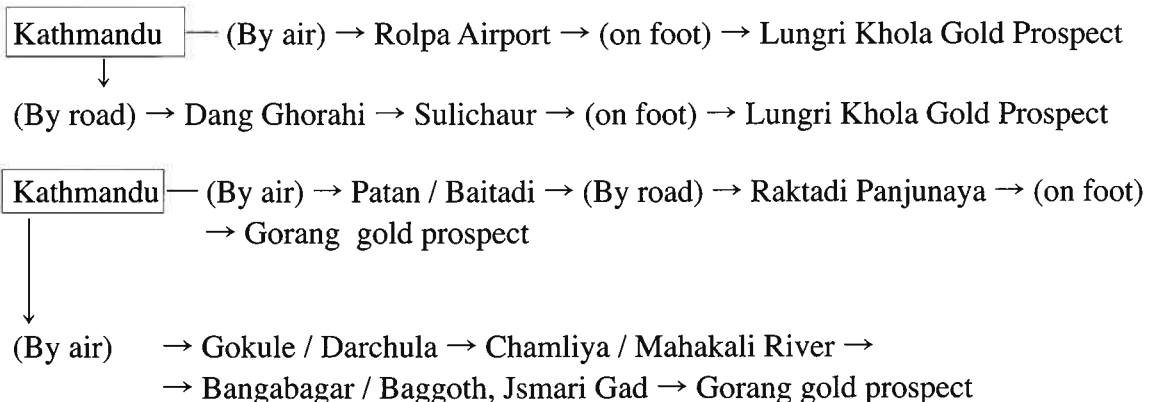 Kathmandu — (By air) → Rolpa Airport → (on foot) → Lungri Khola Gold Prospect
(By road) → Dang Ghorahi → Sulichaur → (on foot) → Lungri Khola Gold Prospect
Kathmandu — (By air) → Patan / Baitadi → (By road) → Raktadi Panjunaya → (on foot)
→ Gorang gold prospect
(By air) → Gokule / Darchula → Chamliya / Mahakali River →
→ Bangabagar / Baggoth, Jsmari Gad → Gorang gold prospect